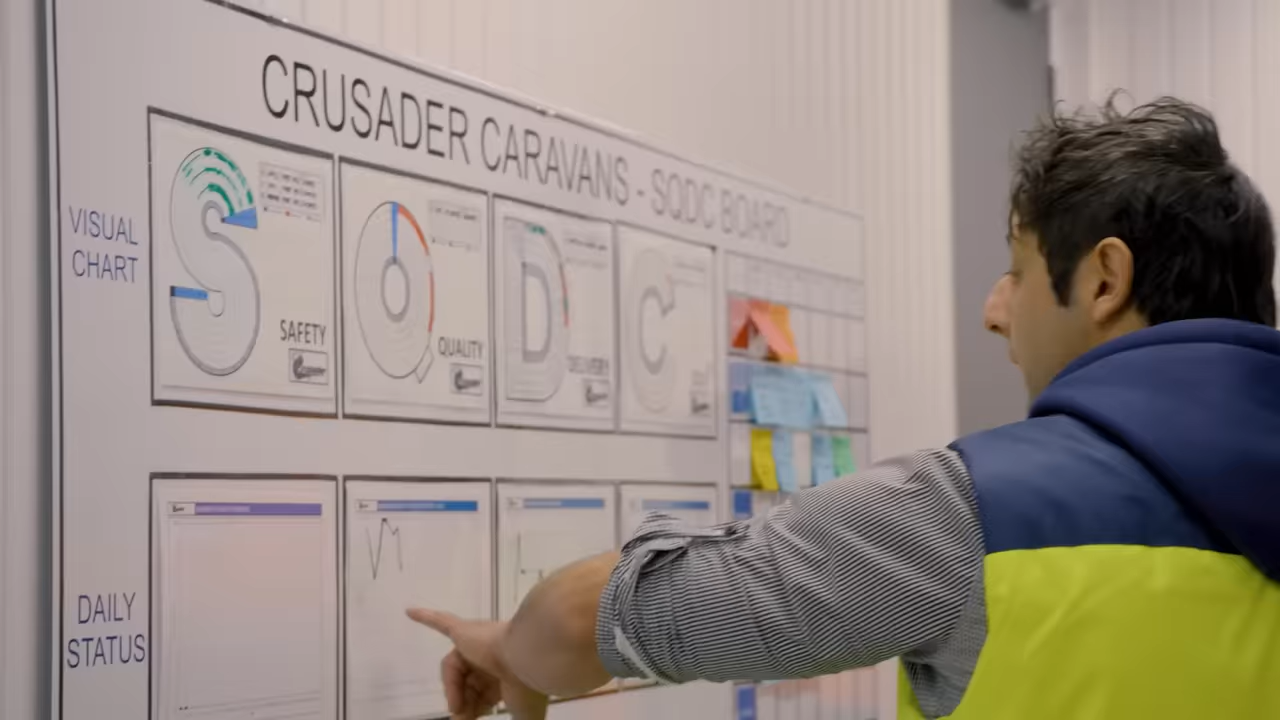 CRUSADER CARAVANS - SQDC BOARD
VISUAL
CHART
S
SAFETY
Q
QUALITY
D
DELIVERY
C
DAILY
STATUS